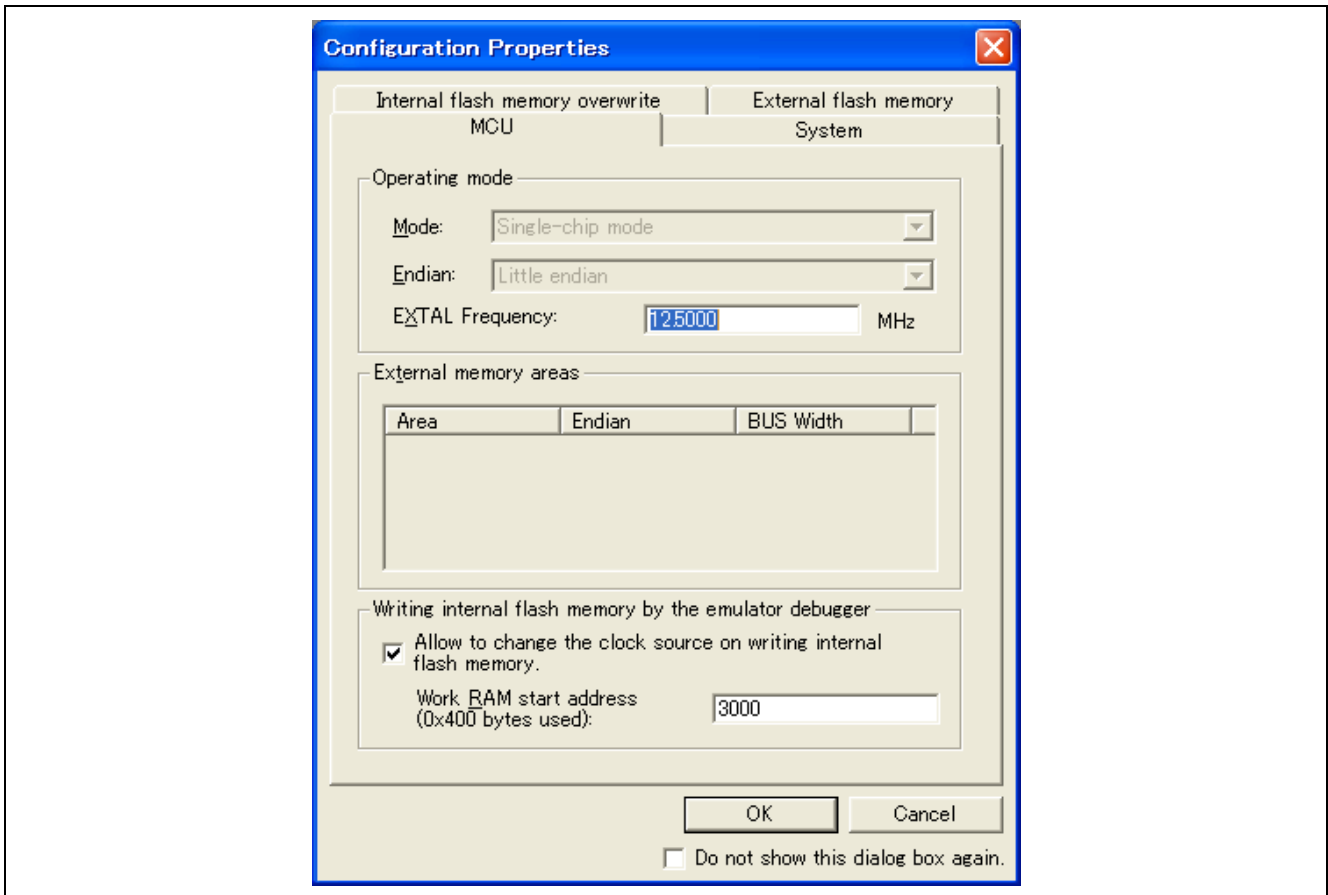 Configuration Properties
Internal flash memory overwrite
External flash memory
MCU
System
Operating mode
Mode:
Single-chip mode
Endian:
Little endian
EXTAL Frequency:
12.5000
MHz
External memory areas
Area
Endian
BUS Width
Writing internal flash memory by the emulator debugger
Allow to change the clock source on writing internal
flash memory.
Work RAM start address
(0x400 bytes used):
3000
OK
Cancel
Do not show this dialog box again.